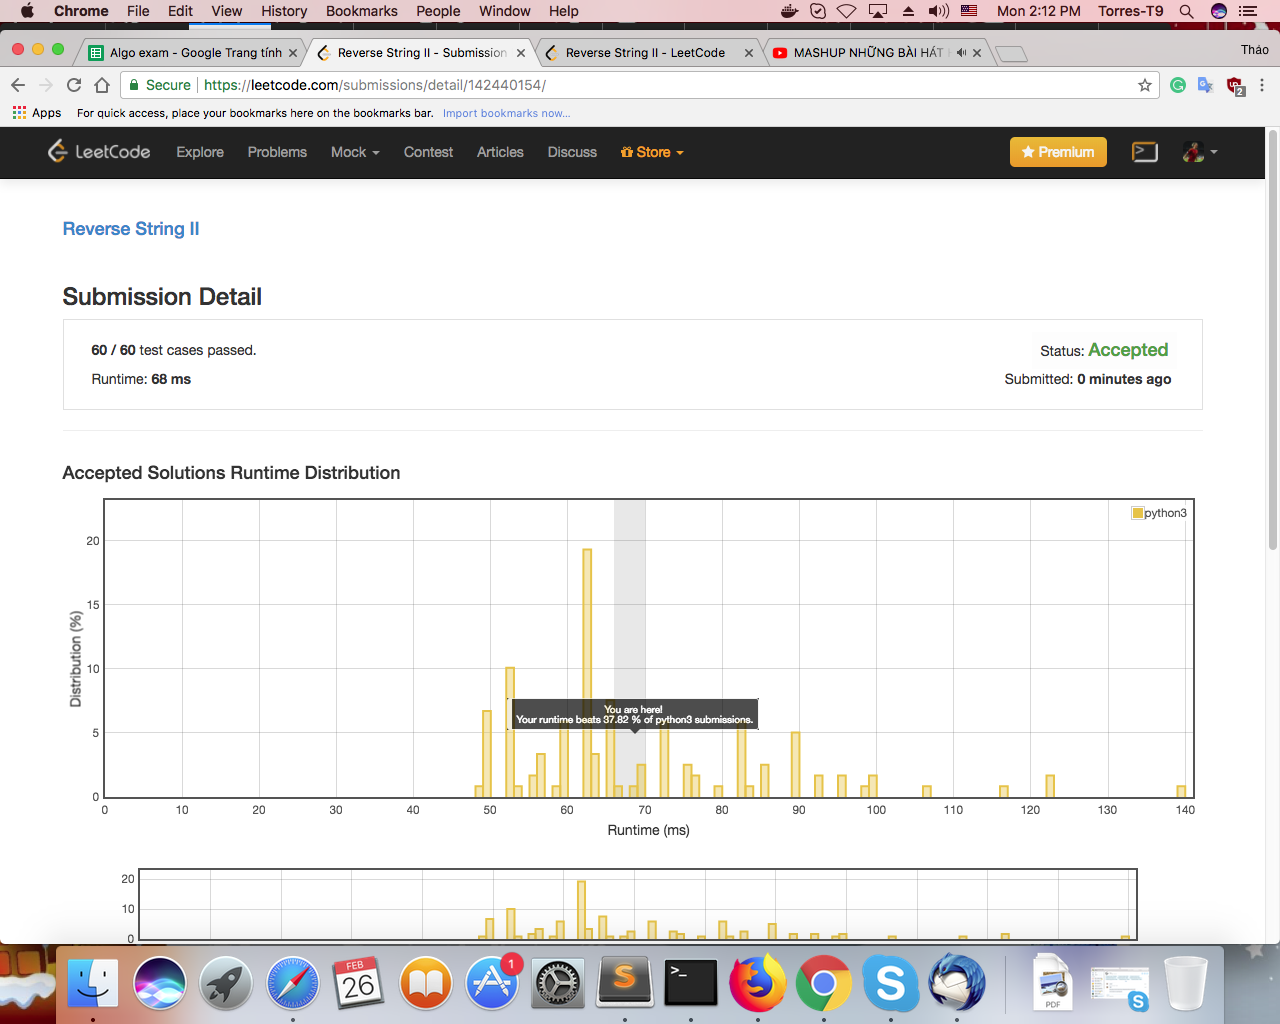 Chrome File Edit View History Bookmarks People Window Help Mon 2:12 PM Torres-T9
Algo exam - Google Trang tính Reverse String II - Submission Reverse String II - LeetCode MASHUP NHỮNG BÀI HÁT Tháo
Secure https://leetcode.com/submissions/detail/142440154/ 2
Apps For quick access, place your bookmarks here on the bookmarks bar. Import bookmarks now...
LeetCode Explore Problems Mock Contest Articles Discuss Store Premium
Reverse String II
Submission Detail
60 / 60 test cases passed. Status: Accepted
Runtime: 68 ms Submitted: 0 minutes ago
Accepted Solutions Runtime Distribution
python3
20
15
10
5
0
Distribution (%)
You are here!
Your runtime beats 37.82 % of python3 submissions.
0 10 20 30 40 50 60 70 80 90 100 110 120 130 140
Runtime (ms)
20
10
0
FEB
26
1
S
>_
PDF
S